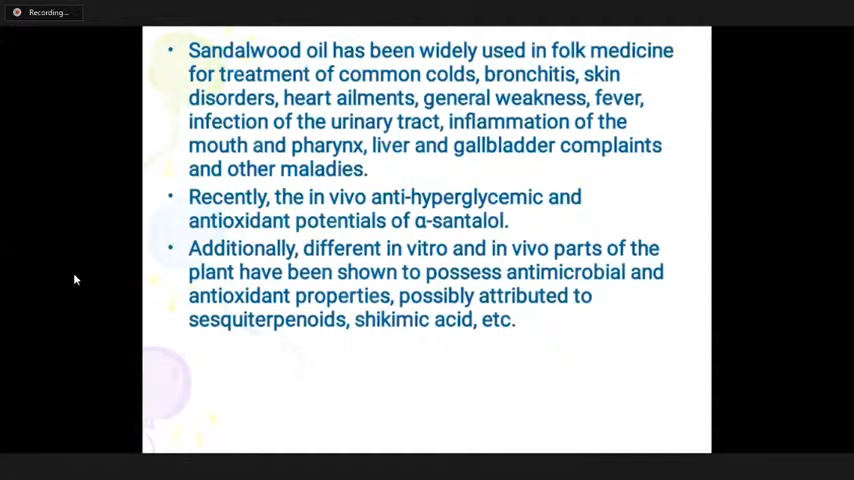 Recording...
• Sandalwood oil has been widely used in folk medicine
for treatment of common colds, bronchitis, skin
disorders, heart ailments, general weakness, fever,
infection of the urinary tract, inflammation of the
mouth and pharynx, liver and gallbladder complaints
and other maladies.
• Recently, the in vivo anti-hyperglycemic and
antioxidant potentials of α-santalol.
• Additionally, different in vitro and in vivo parts of the
plant have been shown to possess antimicrobial and
antioxidant properties, possibly attributed to
sesquiterpenoids, shikimic acid, etc.